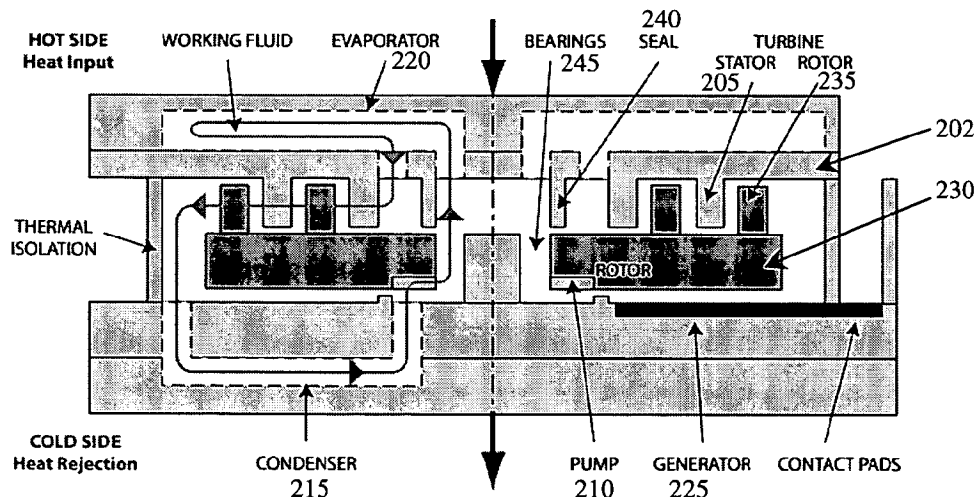 HOT SIDE
Heat Input
WORKING FLUID
EVAPORATOR
220
BEARINGS
245
240
SEAL
TURBINE
STATOR ROTOR
205 235
202
230
THERMAL
ISOLATION
ROTOR
COLD SIDE
Heat Rejection
CONDENSER
215
PUMP
210
GENERATOR
225
CONTACT PADS